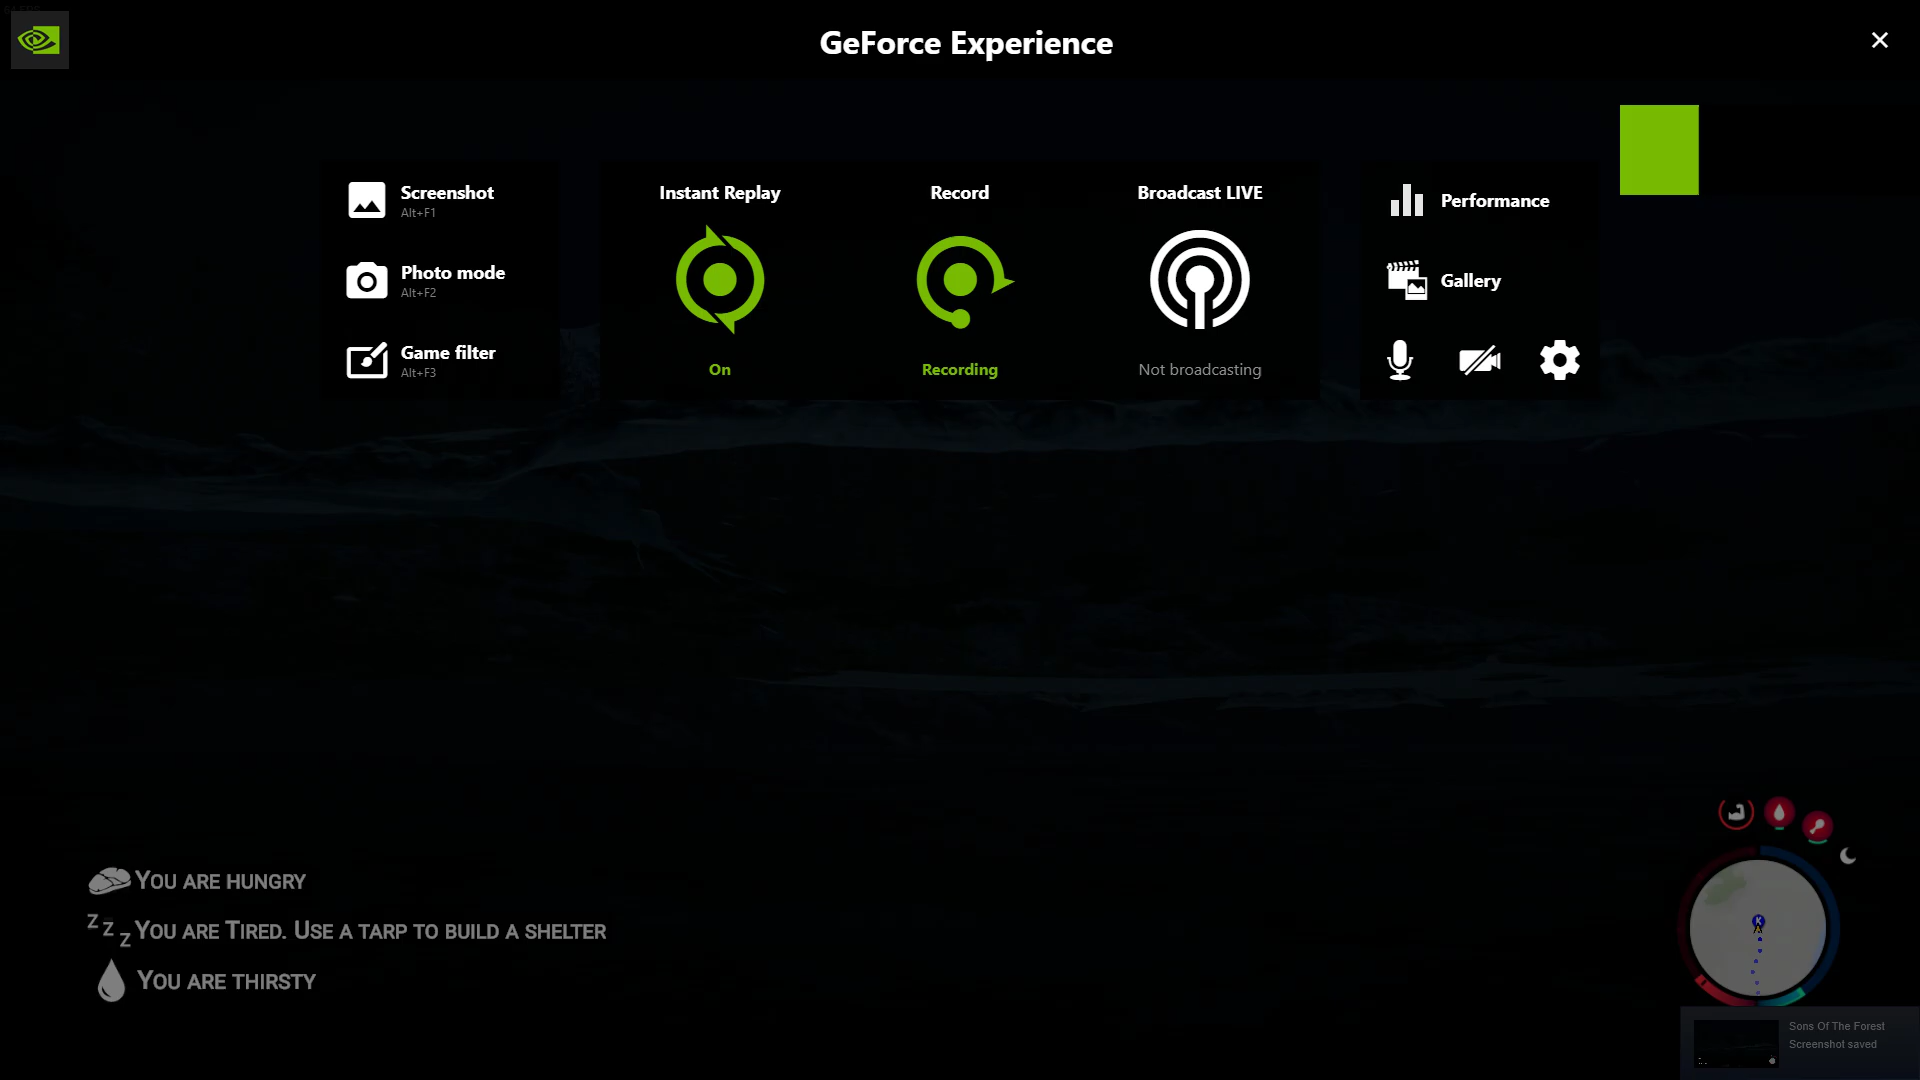 GeForce Experience
Screenshot
Alt+F1
Photo mode
Alt+F2
Game filter
Alt+F3
Instant Replay
On
Record
Recording
Broadcast LIVE
Not broadcasting
Performance
Gallery
YOU ARE HUNGRY
Z Z Z YOU ARE TIRED. USE A TARP TO BUILD A SHELTER
YOU ARE THIRSTY
K
Sons Of The Forest
Screenshot saved